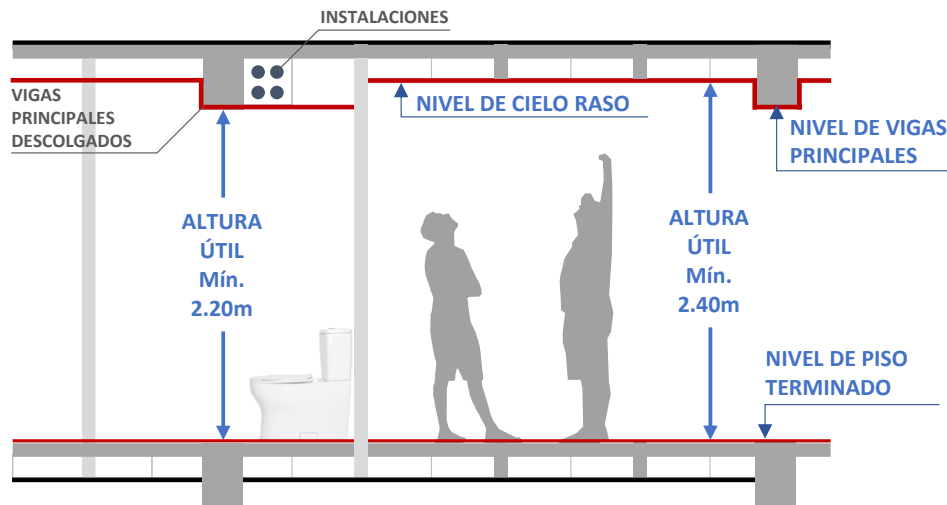 INSTALACIONES
VIGAS
PRINCIPALES
DESCOLGADOS
NIVEL DE CIELO RASO
NIVEL DE VIGAS
PRINCIPALES
ALTURA
ÚTIL
Mín.
2.20m
ALTURA
ÚTIL
Mín.
2.40m
NIVEL DE PISO
TERMINADO